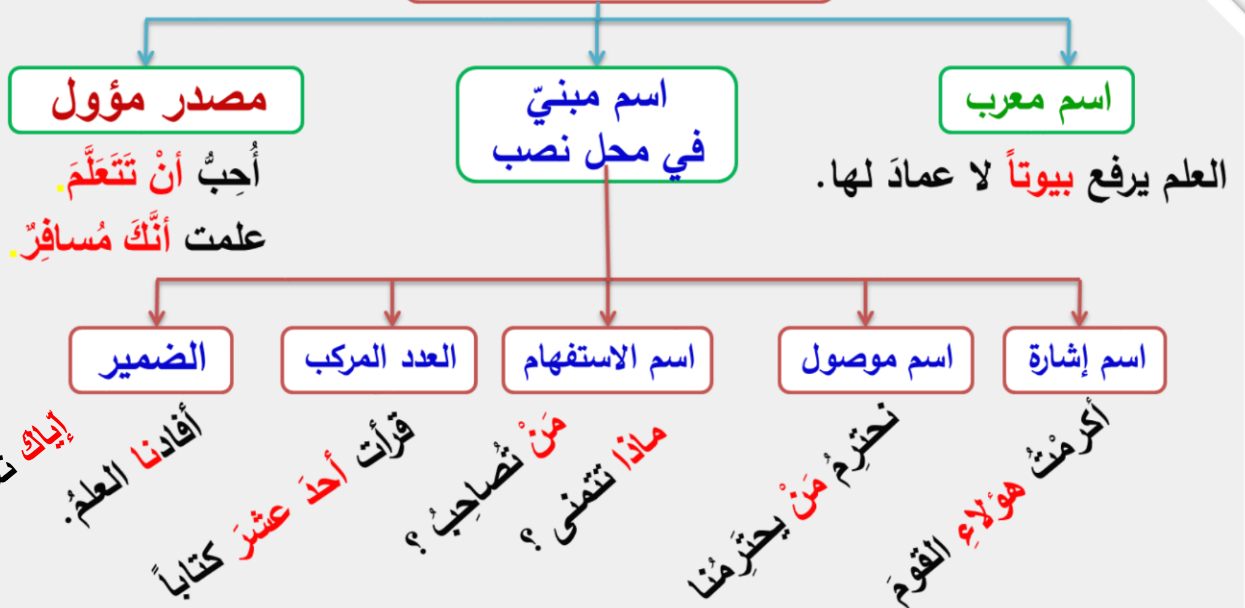 اسم معرب
العلم يرفع بيوتاً لا عمادَ لها.
اسم مبنيّ
في محل نصب
مصدر مؤول
أُحِبُّ أنْ تَتَعَلَّمَ.
علمت أنَّكَ مُسافِرٌ.
اسم إشارة
أكرمْتُ هؤلاءِ القومَ
اسم موصول
نحترِمُ مَنْ يحترِمُنا
اسم الاستفهام
ماذا تتمنى ؟
مَنْ تُصاحِبُ ؟
العدد المركب
قرأت أحدَ عشرَ كتاباً
الضمير
أفادنا العلمُ.
إيّاك